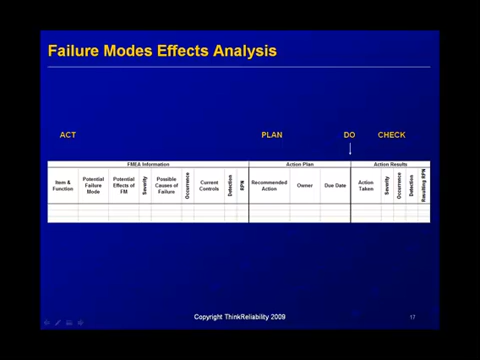 Failure Modes Effects Analysis
ACT PLAN DO CHECK
FMEA Information Action Plan Action Results
Item & Function Potential Failure Mode Potential Effects of FM Severity Possible Causes of Failure Occurrence Current Controls Detection RPN Recommended Action Owner Due Date Action Taken Severity Occurrence Detection Resulting RPN
Copyright ThinkReliability 2009
17